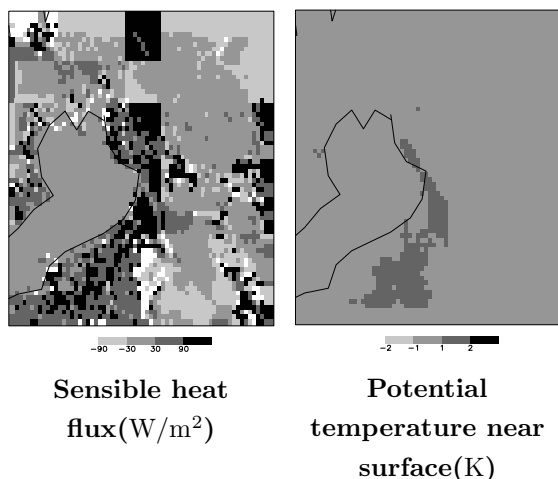 -90 -30 30 90
-2 -1 1 2
Sensible heat
flux(W/m²)
Potential
temperature near
surface(K)